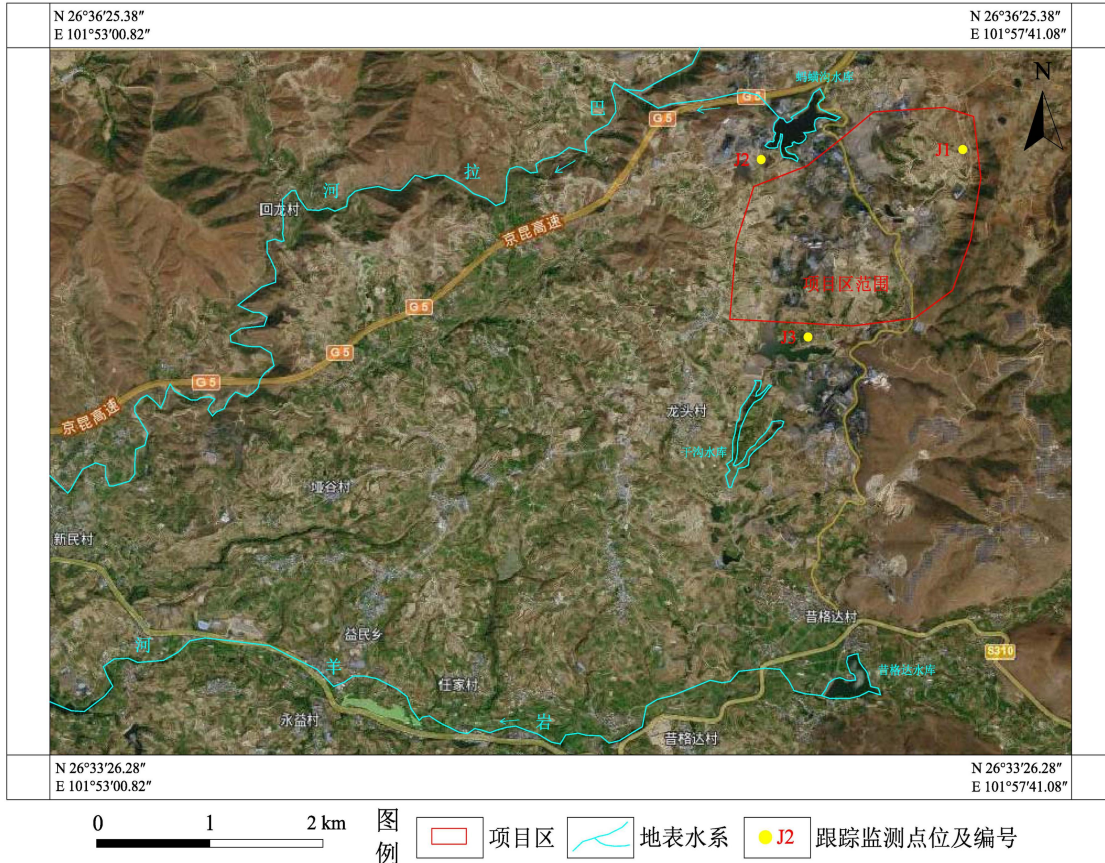 N 26°36′25.38″
E 101°53′00.82″
N 26°36′25.38″
E 101°57′41.08″
N
蚂蝗沟水库
G5
G5
巴
拉
河
J2
J1
回龙村
京昆高速
项目区范围
G5
J3
G5
G5
京昆高速
龙头村
干沟水库
垭谷村
新民村
昔格达村
益民乡
河
羊
岩
S310
任家村
昔格达水库
永益村
昔格达村
N 26°33′26.28″
E 101°53′00.82″
N 26°33′26.28″
E 101°57′41.08″
0 1 2 km
图例
项目区
地表水系
J2 跟踪监测点位及编号